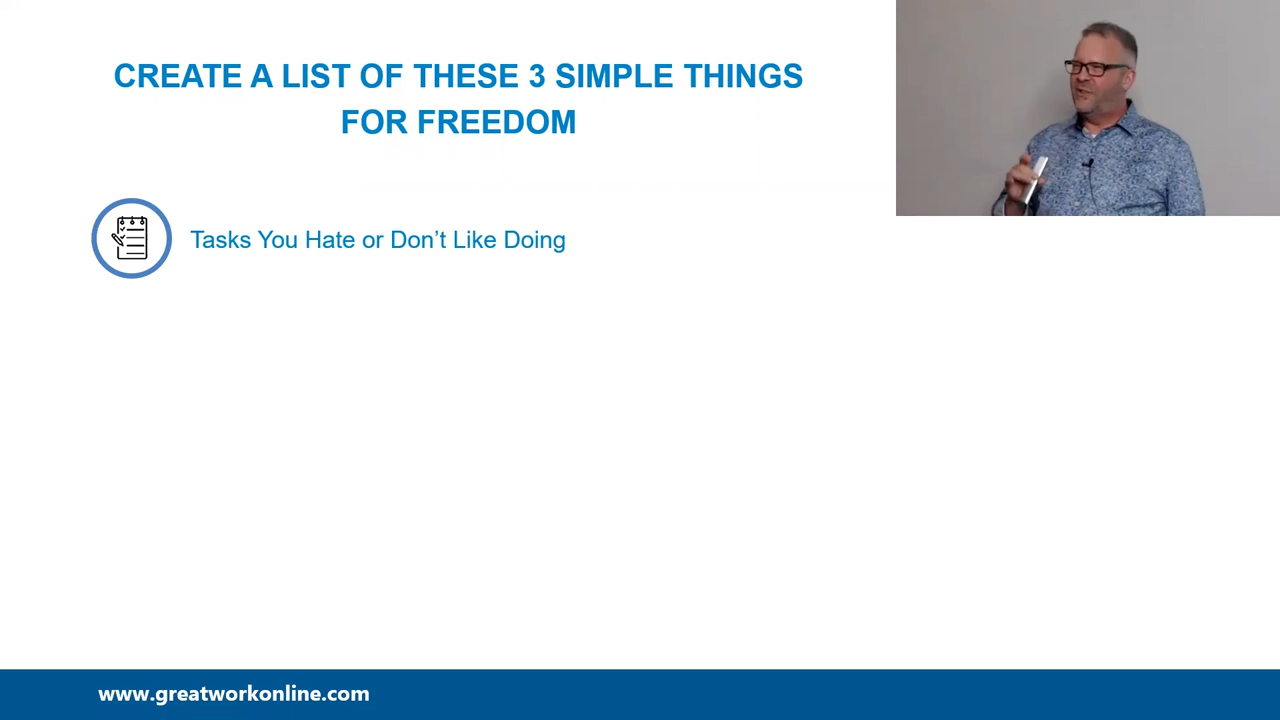 CREATE A LIST OF THESE 3 SIMPLE THINGS
FOR FREEDOM
Tasks You Hate or Don’t Like Doing
www.greatworkonline.com